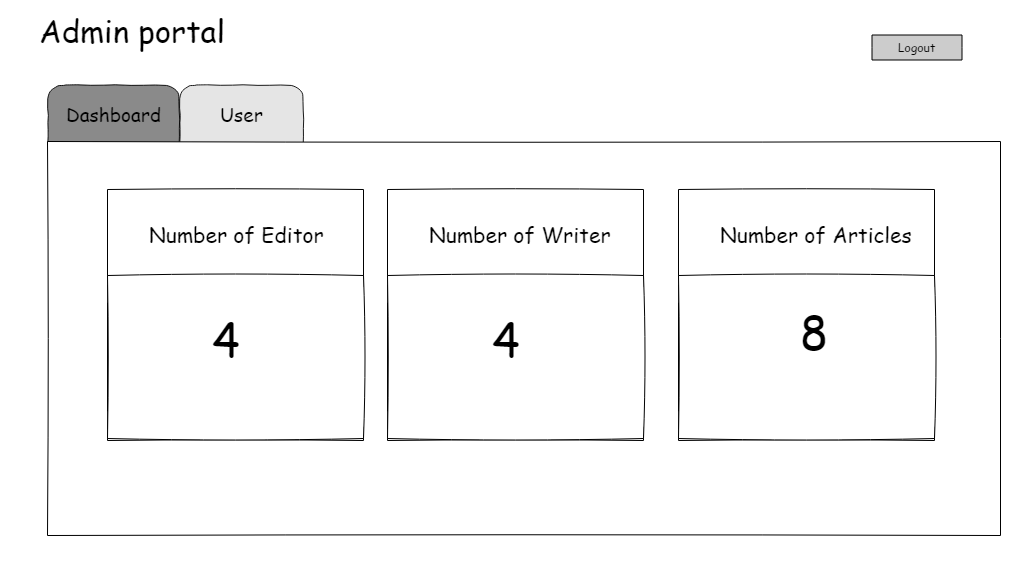 Admin portal
Logout
Dashboard
User
Number of Editor
Number of Writer
Number of Articles
4
4
8